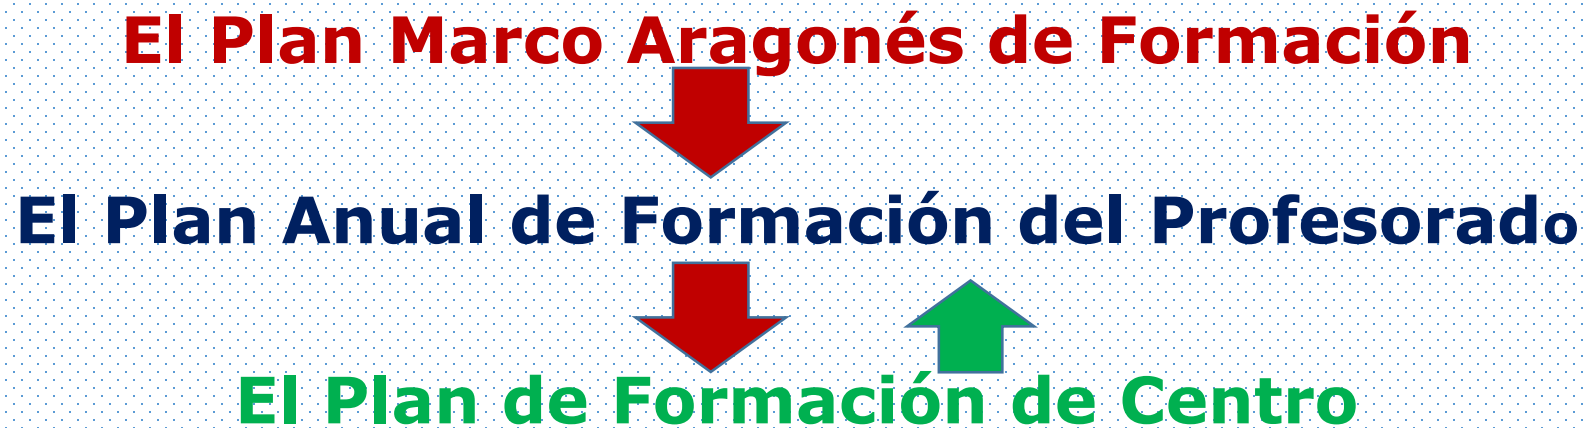 El Plan Marco Aragonés de Formación
El Plan Anual de Formación del Profesorado
El Plan de Formación de Centro